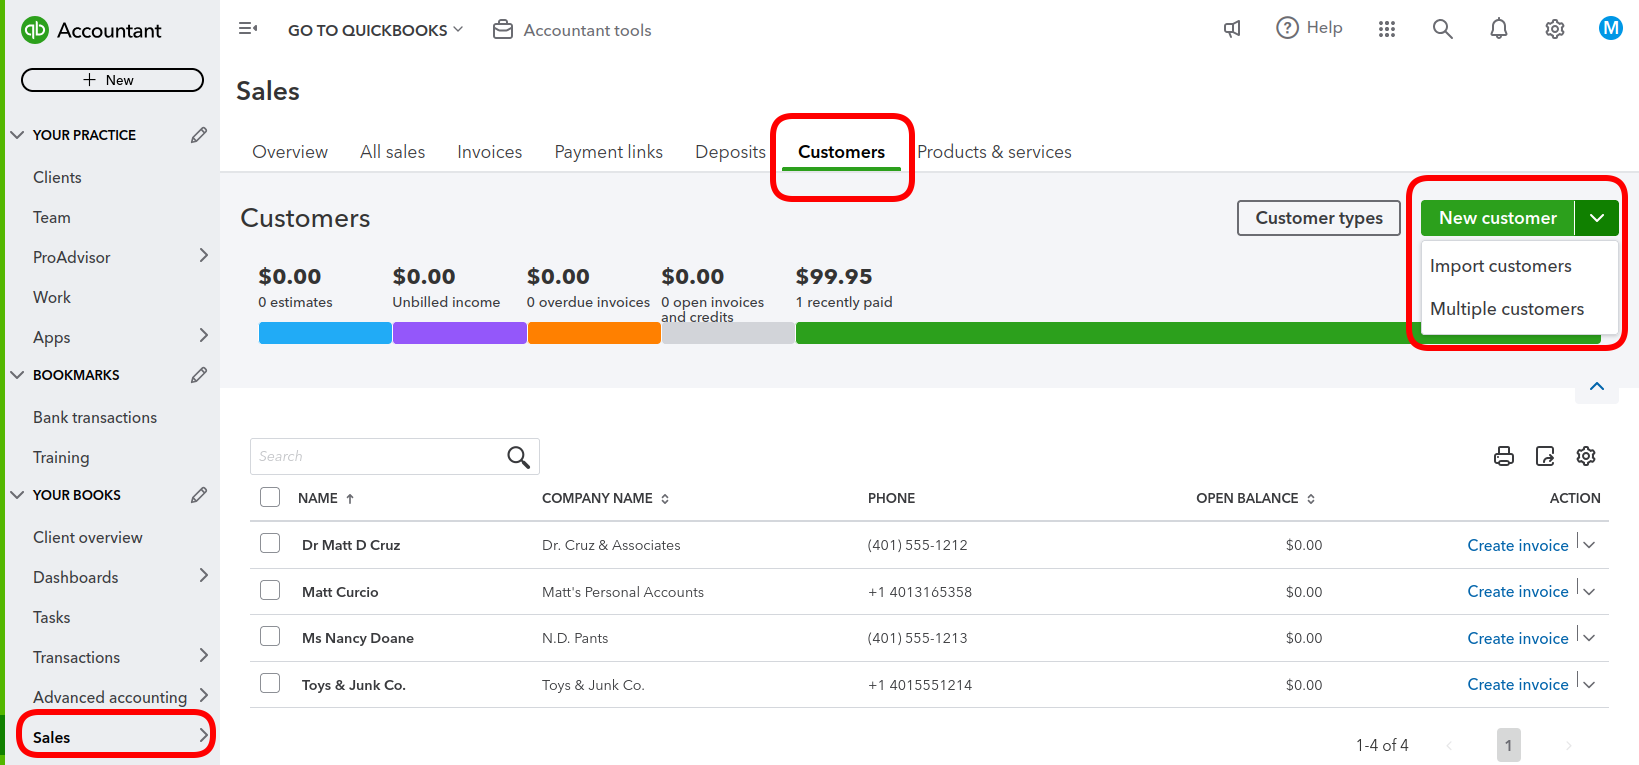 qb Accountant
GO TO QUICKBOOKS
Accountant tools
Help
M
+ New
Sales
YOUR PRACTICE
Clients
Team
ProAdvisor
Work
Apps
BOOKMARKS
Bank transactions
Training
YOUR BOOKS
Client overview
Dashboards
Tasks
Transactions
Advanced accounting
Sales
Overview All sales Invoices Payment links Deposits Customers Products & services
Customers
Customer types
New customer
Import customers
Multiple customers
$0.00
0 estimates
$0.00
Unbilled income
$0.00
0 overdue invoices
$0.00
0 open invoices
and credits
$99.95
1 recently paid
Search
NAME COMPANY NAME PHONE OPEN BALANCE ACTION
Dr Matt D Cruz Dr. Cruz & Associates (401) 555-1212 $0.00 Create invoice
Matt Curcio Matt's Personal Accounts +1 4013165358 $0.00 Create invoice
Ms Nancy Doane N.D. Pants (401) 555-1213 $0.00 Create invoice
Toys & Junk Co. Toys & Junk Co. +1 4015551214 $0.00 Create invoice
1-4 of 4 1